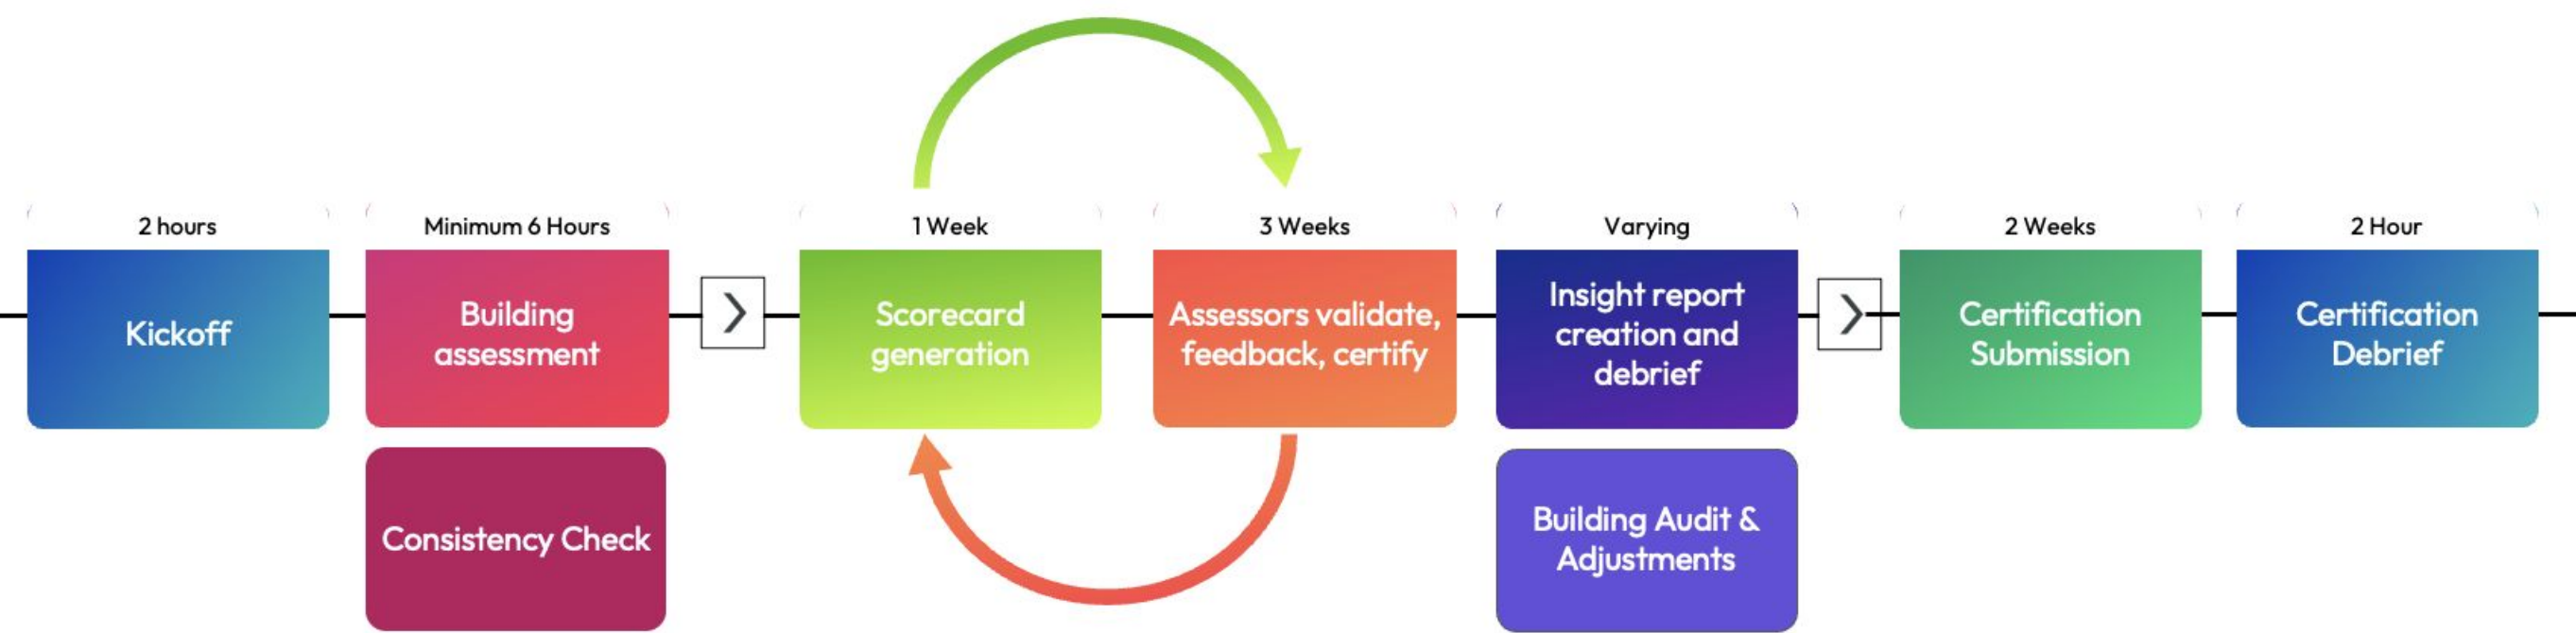 2 hours
Minimum 6 Hours
1 Week
3 Weeks
Varying
2 Weeks
2 Hour
Kickoff
Building
assessment
Scorecard
generation
Assessors validate,
feedback, certify
Insight report
creation and
debrief
Certification
Submission
Certification
Debrief
Consistency Check
Building Audit &
Adjustments